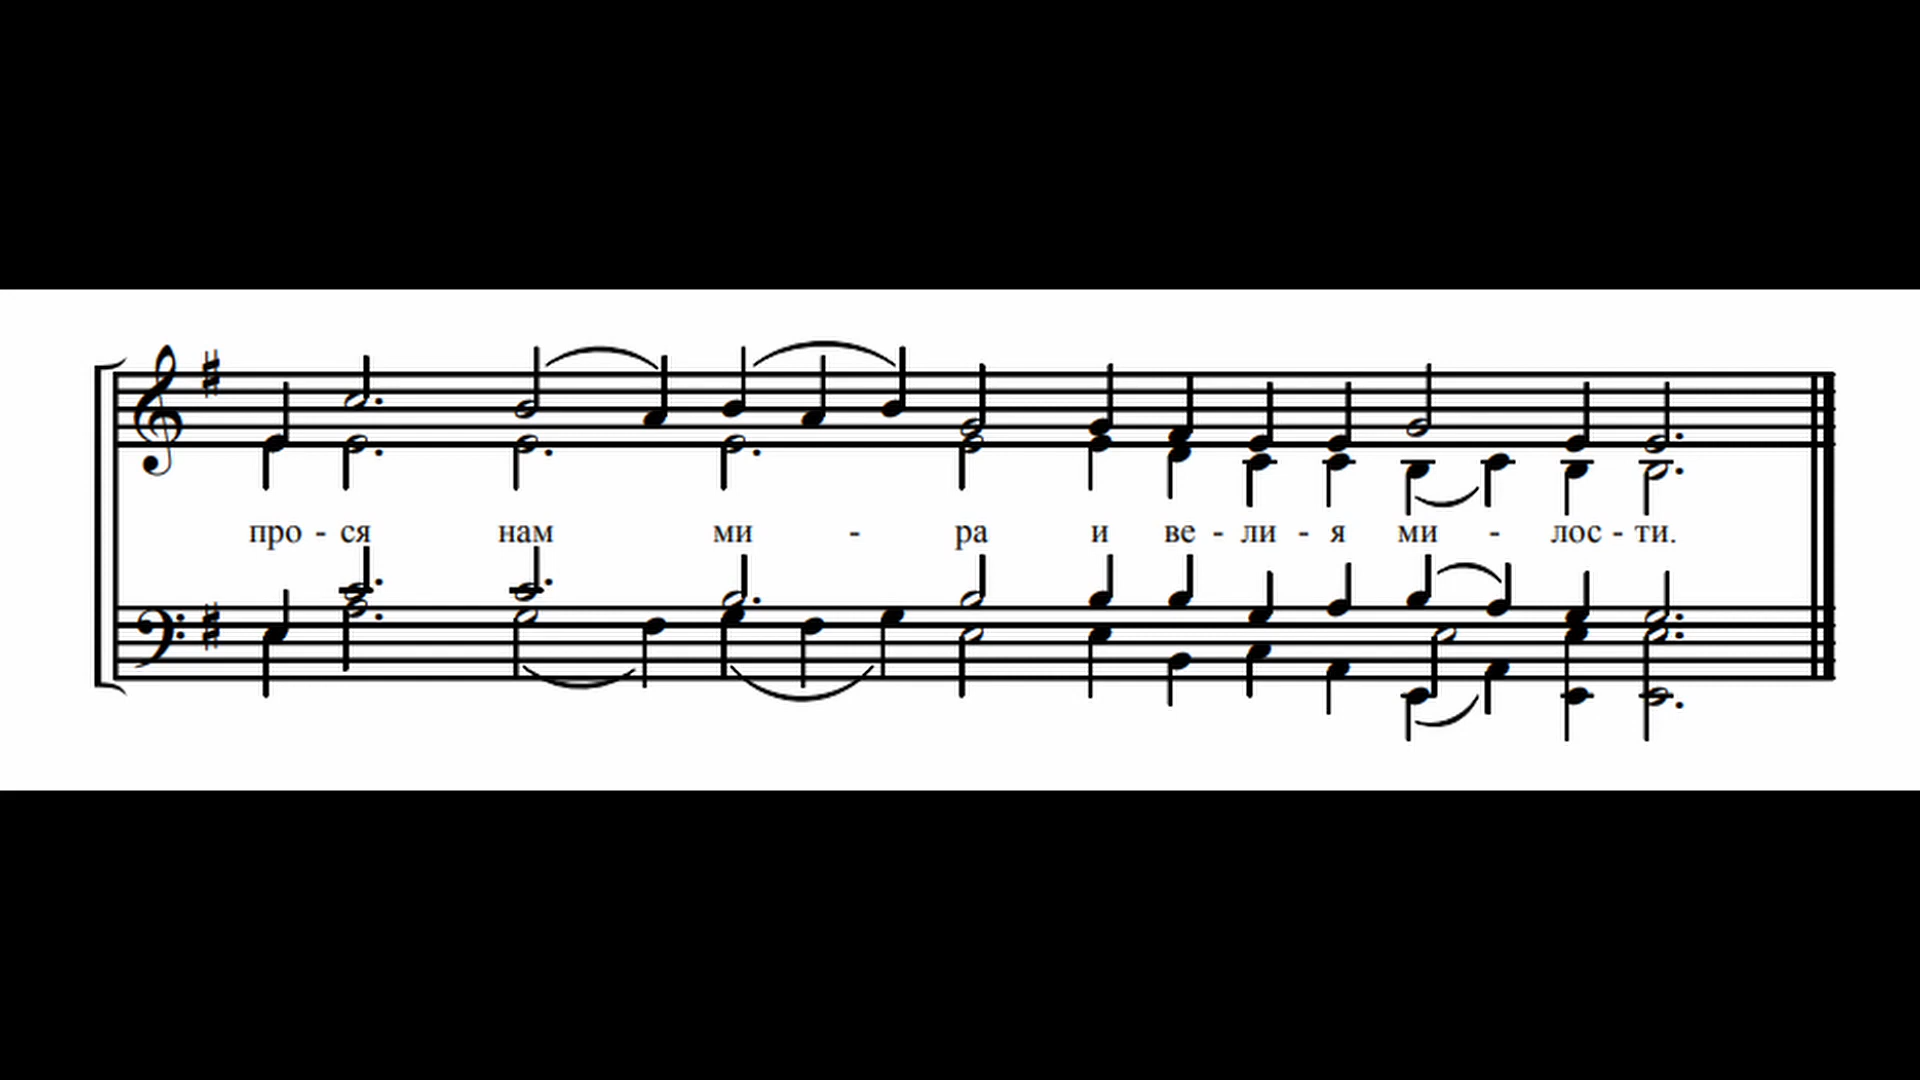 про - ся нам ми - ра и ве - ли - я ми - лос - ти.